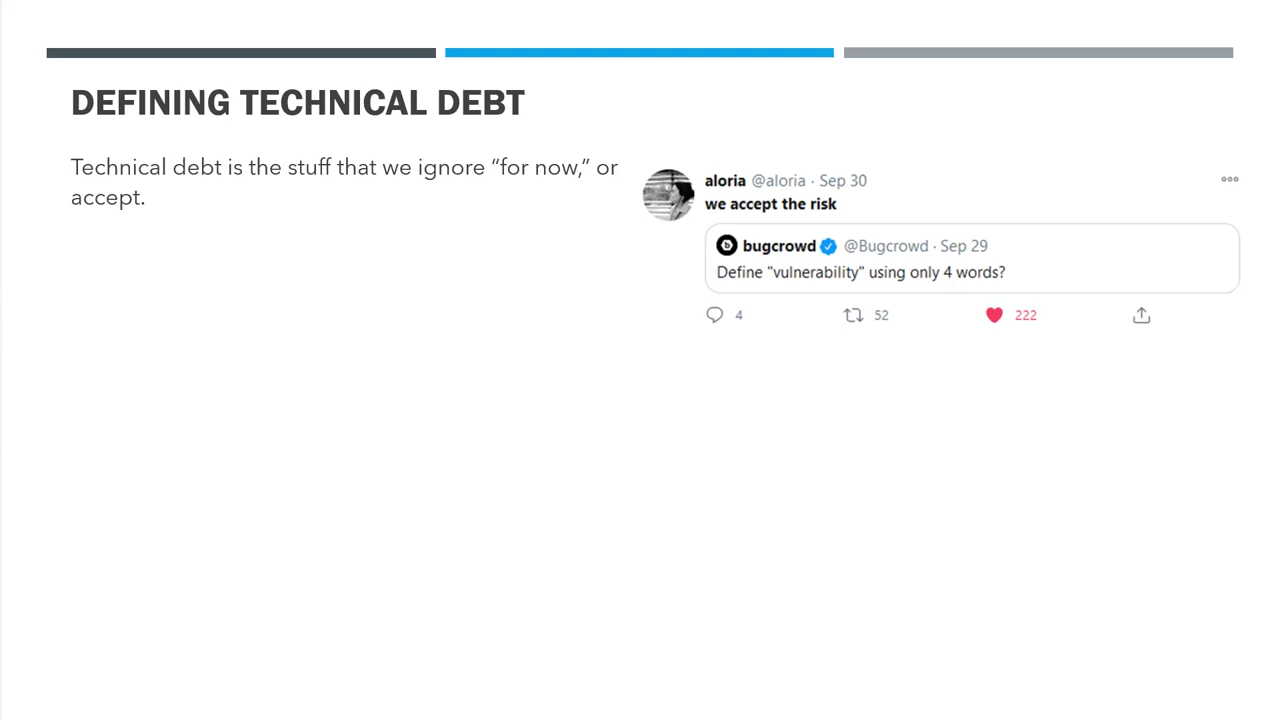 DEFINING TECHNICAL DEBT
Technical debt is the stuff that we ignore “for now,” or
accept.
aloria @aloria · Sep 30
we accept the risk
bugcrowd @Bugcrowd · Sep 29
Define "vulnerability" using only 4 words?
4 52 222